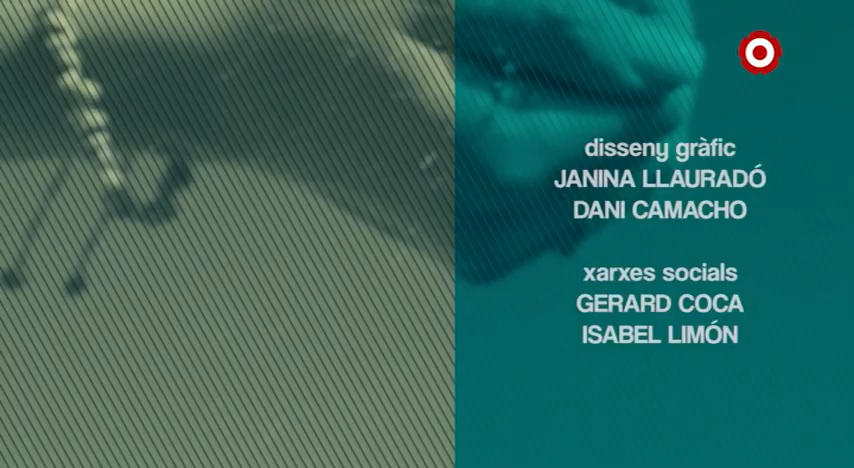 disseny gràfic
JANINA LLAURADÓ
DANI CAMACHO
xarxes socials
GERARD COCA
ISABEL LIMÓN